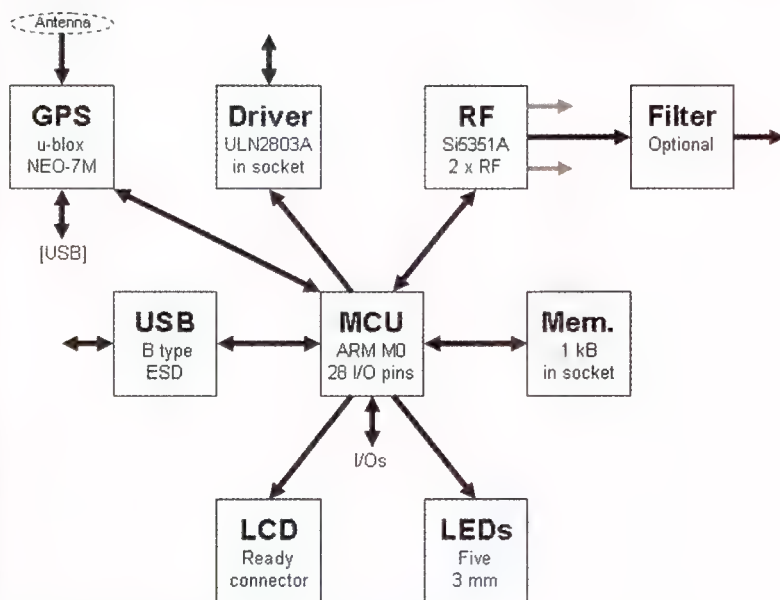 Antenna
GPS
u-blox
NEO-7M
Driver
ULN2803A
in socket
RF
Si5351A
2 x RF
Filter
Optional
[USB]
USB
B type
ESD
MCU
ARM M0
28 I/O pins
Mem.
1 kB
in socket
I/Os
LCD
Ready
connector
LEDs
Five
3 mm